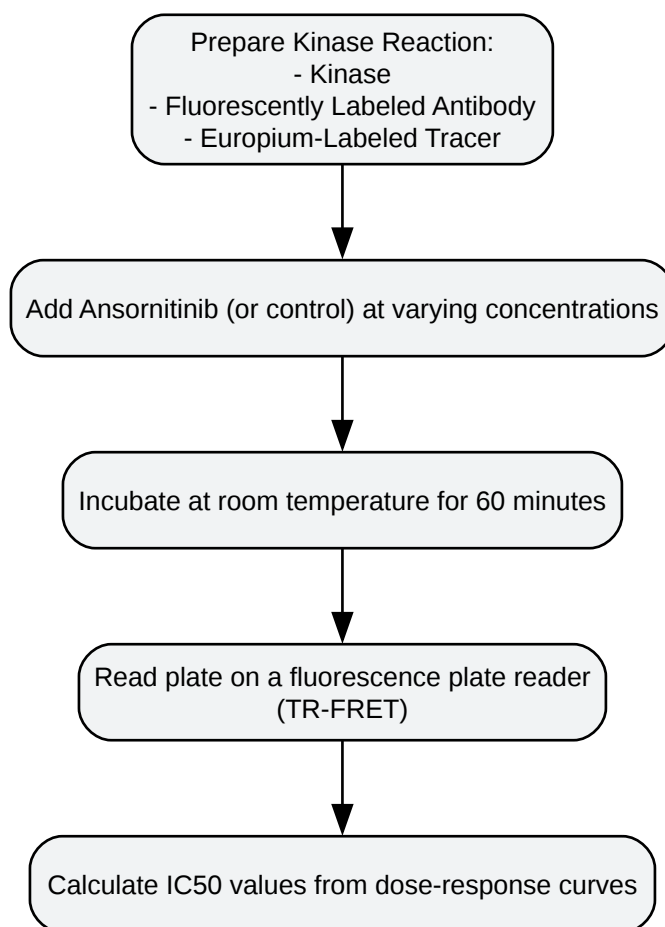 Prepare Kinase Reaction:
- Kinase
- Fluorescently Labeled Antibody
- Europium-Labeled Tracer
Add Ansornitinib (or control) at varying concentrations
Incubate at room temperature for 60 minutes
Read plate on a fluorescence plate reader
(TR-FRET)
Calculate IC50 values from dose-response curves